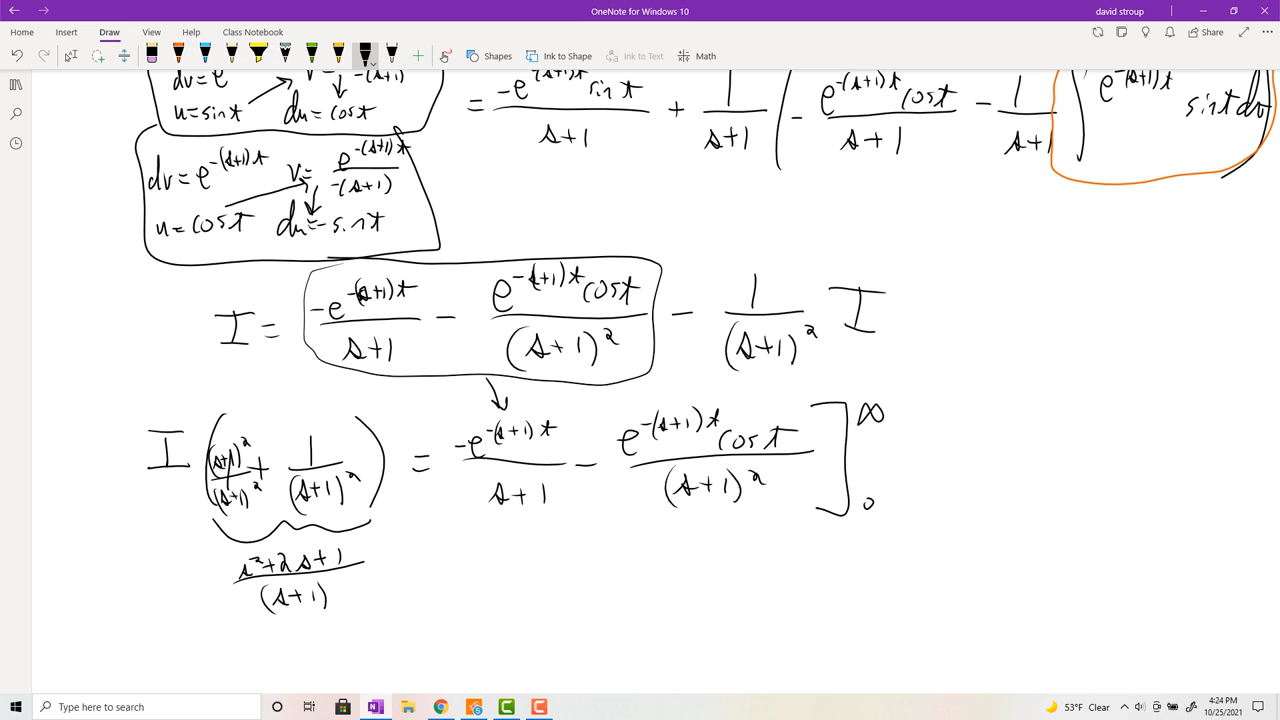 OneNote for Windows 10
david stroup
Home Insert Draw View Help Class Notebook
Share
Shapes Ink to Shape Ink to Text Math
dv = e v = -(s+1)
u = sin t du = cos t
= -e^{-(s+1)t} sin t / s+1 + 1 / s+1 ( - e^{-(s+1)t} cos t / s+1 - 1 / s+1 ∫ e^{-(s+1)t} sin t dv
dv = e^{-(s+1)t} v = e^{-(s+1)t} / -(s+1)
u = cos t du = - sin t
I = -e^{-(s+1)t} / s+1 - e^{-(s+1)t} cos t / (s+1)^2 - 1 / (s+1)^2 I
I ( (s+1)^2 / (s+1)^2 + 1 / (s+1)^2 ) = -e^{-(s+1)t} / s+1 - e^{-(s+1)t} cos t / (s+1)^2 ]_0^∞
s^2+2s+1 / (s+1)
Type here to search
53°F Clear
4:24 PM
10/25/2021